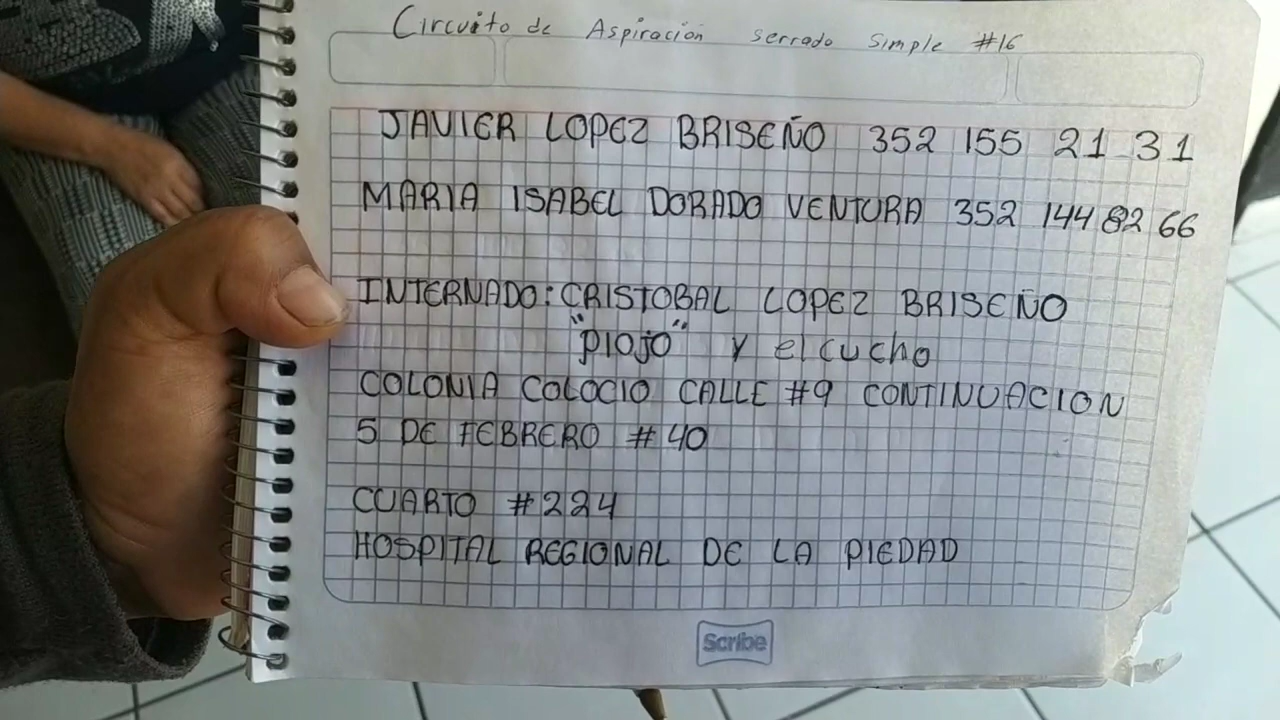 Circuito de Aspiración serrado simple #16
JAVIER LOPEZ BRISEÑO 352 155 21 31
MARIA ISABEL DORADO VENTURA 352 144 82 66
INTERNADO: CRISTOBAL LOPEZ BRISEÑO
"PIOJO" y el cucho
COLONIA COLOCIO CALLE #9 CONTINUACION
5 DE FEBRERO #40
CUARTO #224
HOSPITAL REGIONAL DE LA PIEDAD
Scribe